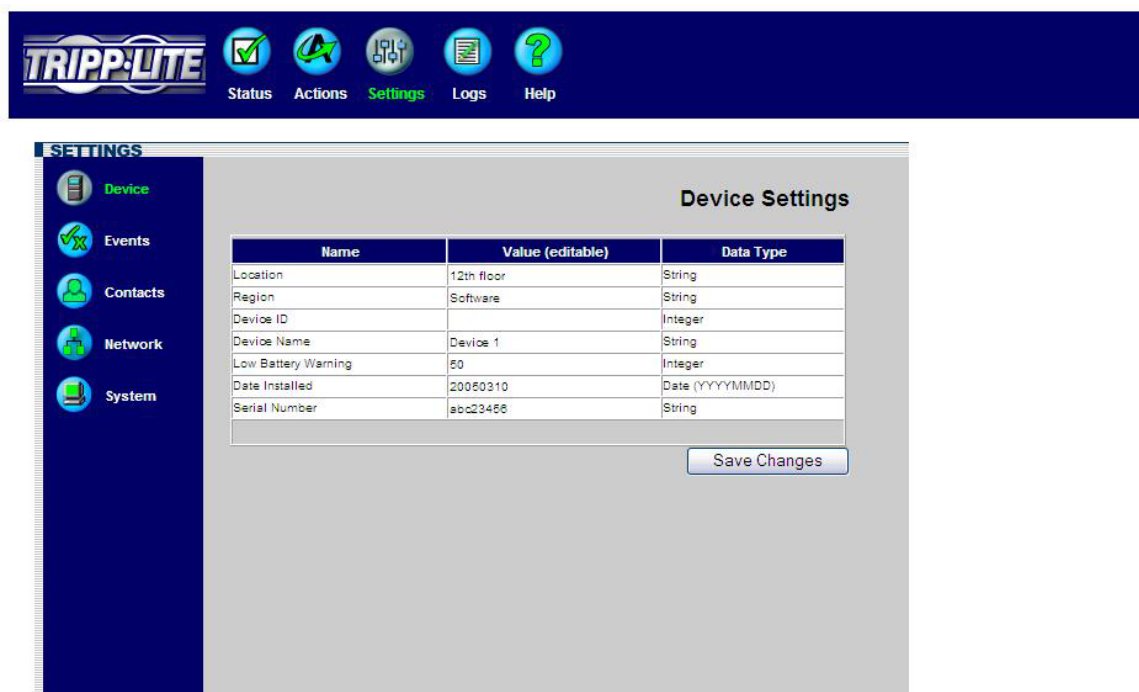 TRIPP·LITE
Status Actions Settings Logs Help
SETTINGS
Device
Events
Contacts
Network
System
Device Settings
Name Value (editable) Data Type
Location 12th floor String
Region Software String
Device ID Integer
Device Name Device 1 String
Low Battery Warning 50 Integer
Date Installed 20050310 Date (YYYYMMDD)
Serial Number abc23456 String
Save Changes